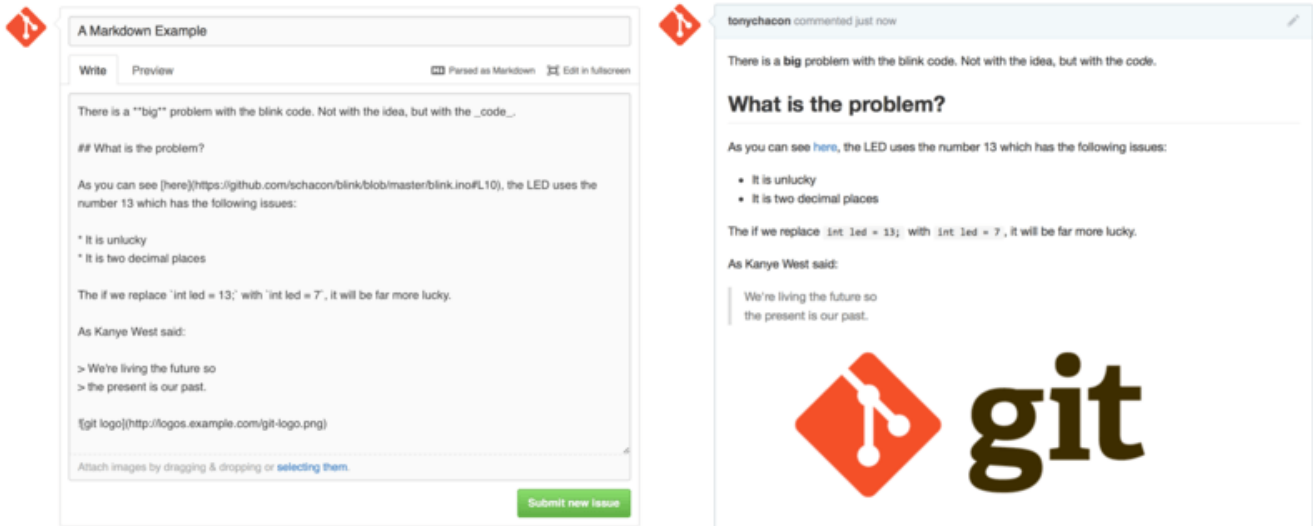 A Markdown Example
Write Preview Parsed as Markdown Edit in fullscreen
There is a **big** problem with the blink code. Not with the idea, but with the _code_.
## What is the problem?
As you can see [here](https://github.com/schacon/blink/blob/master/blink.ino#L10), the LED uses the
number 13 which has the following issues:
* It is unlucky
* It is two decimal places
The if we replace `int led = 13;` with `int led = 7`, it will be far more lucky.
As Kanye West said:
> We're living the future so
> the present is our past.
![git logo](http://logos.example.com/git-logo.png)
Attach images by dragging & dropping or selecting them.
Submit new issue
tonychacon commented just now
There is a big problem with the blink code. Not with the idea, but with the code.
What is the problem?
As you can see here, the LED uses the number 13 which has the following issues:
• It is unlucky
• It is two decimal places
The if we replace int led = 13; with int led = 7 , it will be far more lucky.
As Kanye West said:
We're living the future so
the present is our past.
git